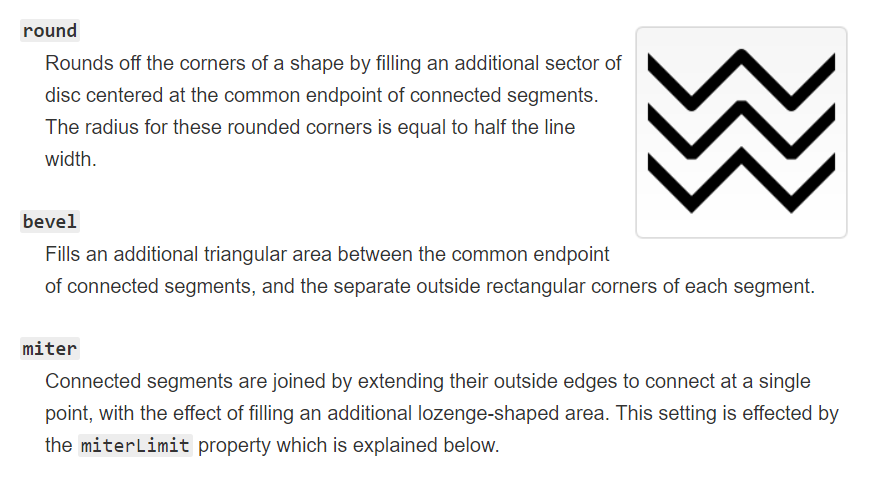 round
Rounds off the corners of a shape by filling an additional sector of
disc centered at the common endpoint of connected segments.
The radius for these rounded corners is equal to half the line
width.
bevel
Fills an additional triangular area between the common endpoint
of connected segments, and the separate outside rectangular corners of each segment.
miter
Connected segments are joined by extending their outside edges to connect at a single
point, with the effect of filling an additional lozenge-shaped area. This setting is effected by
the miterLimit property which is explained below.